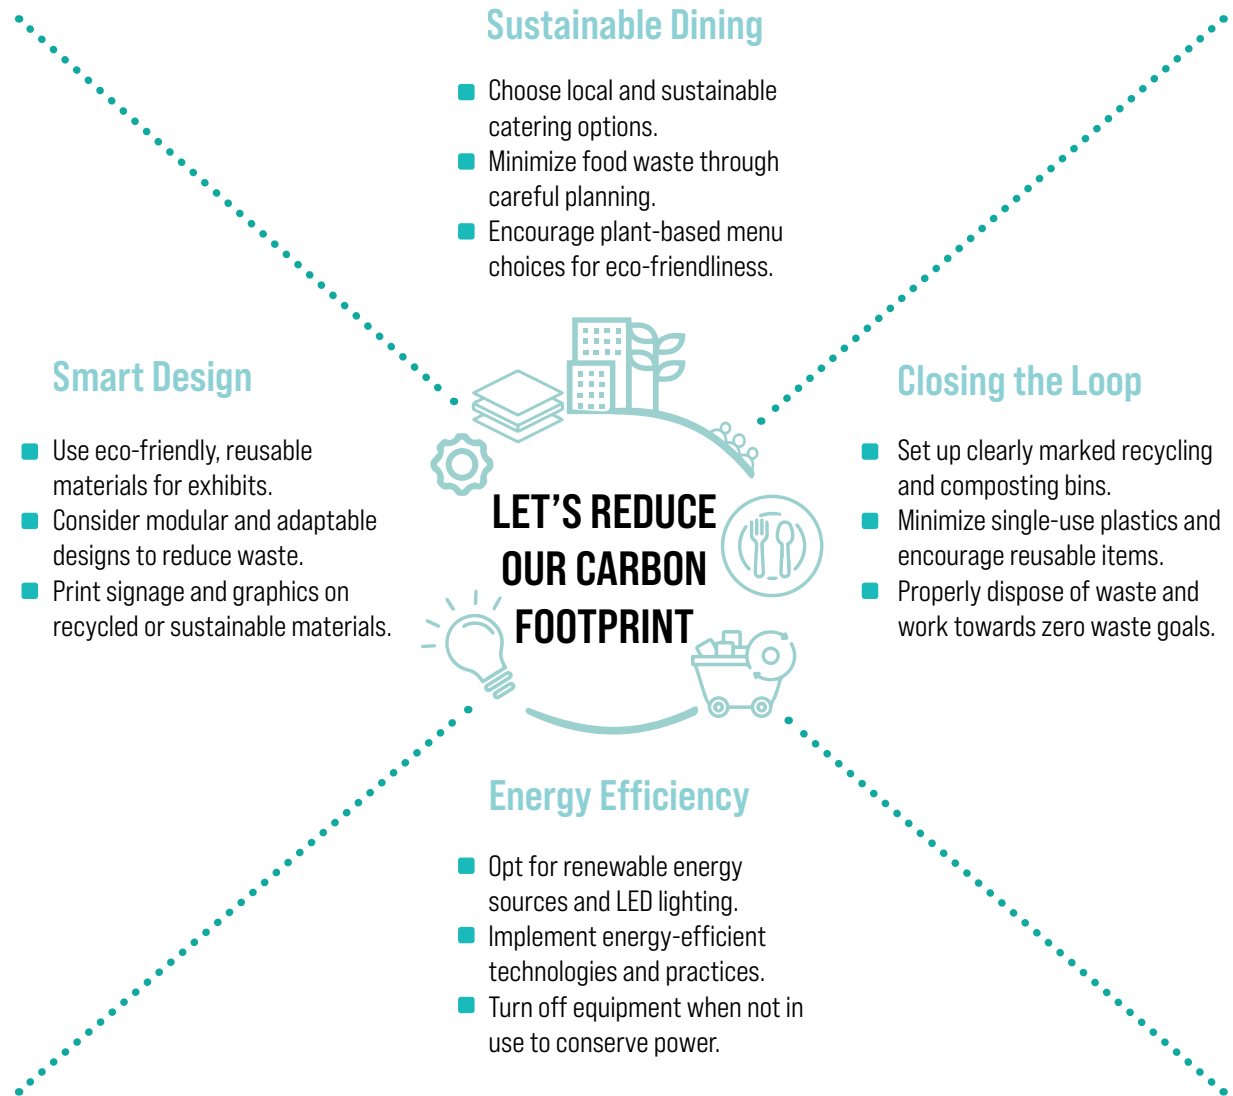 Sustainable Dining
Choose local and sustainable
catering options.
Minimize food waste through
careful planning.
Encourage plant-based menu
choices for eco-friendliness.
Smart Design
Use eco-friendly, reusable
materials for exhibits.
Consider modular and adaptable
designs to reduce waste.
Print signage and graphics on
recycled or sustainable materials.
LET'S REDUCE
OUR CARBON
FOOTPRINT
Closing the Loop
Set up clearly marked recycling
and composting bins.
Minimize single-use plastics and
encourage reusable items.
Properly dispose of waste and
work towards zero waste goals.
Energy Efficiency
Opt for renewable energy
sources and LED lighting.
Implement energy-efficient
technologies and practices.
Turn off equipment when not in
use to conserve power.